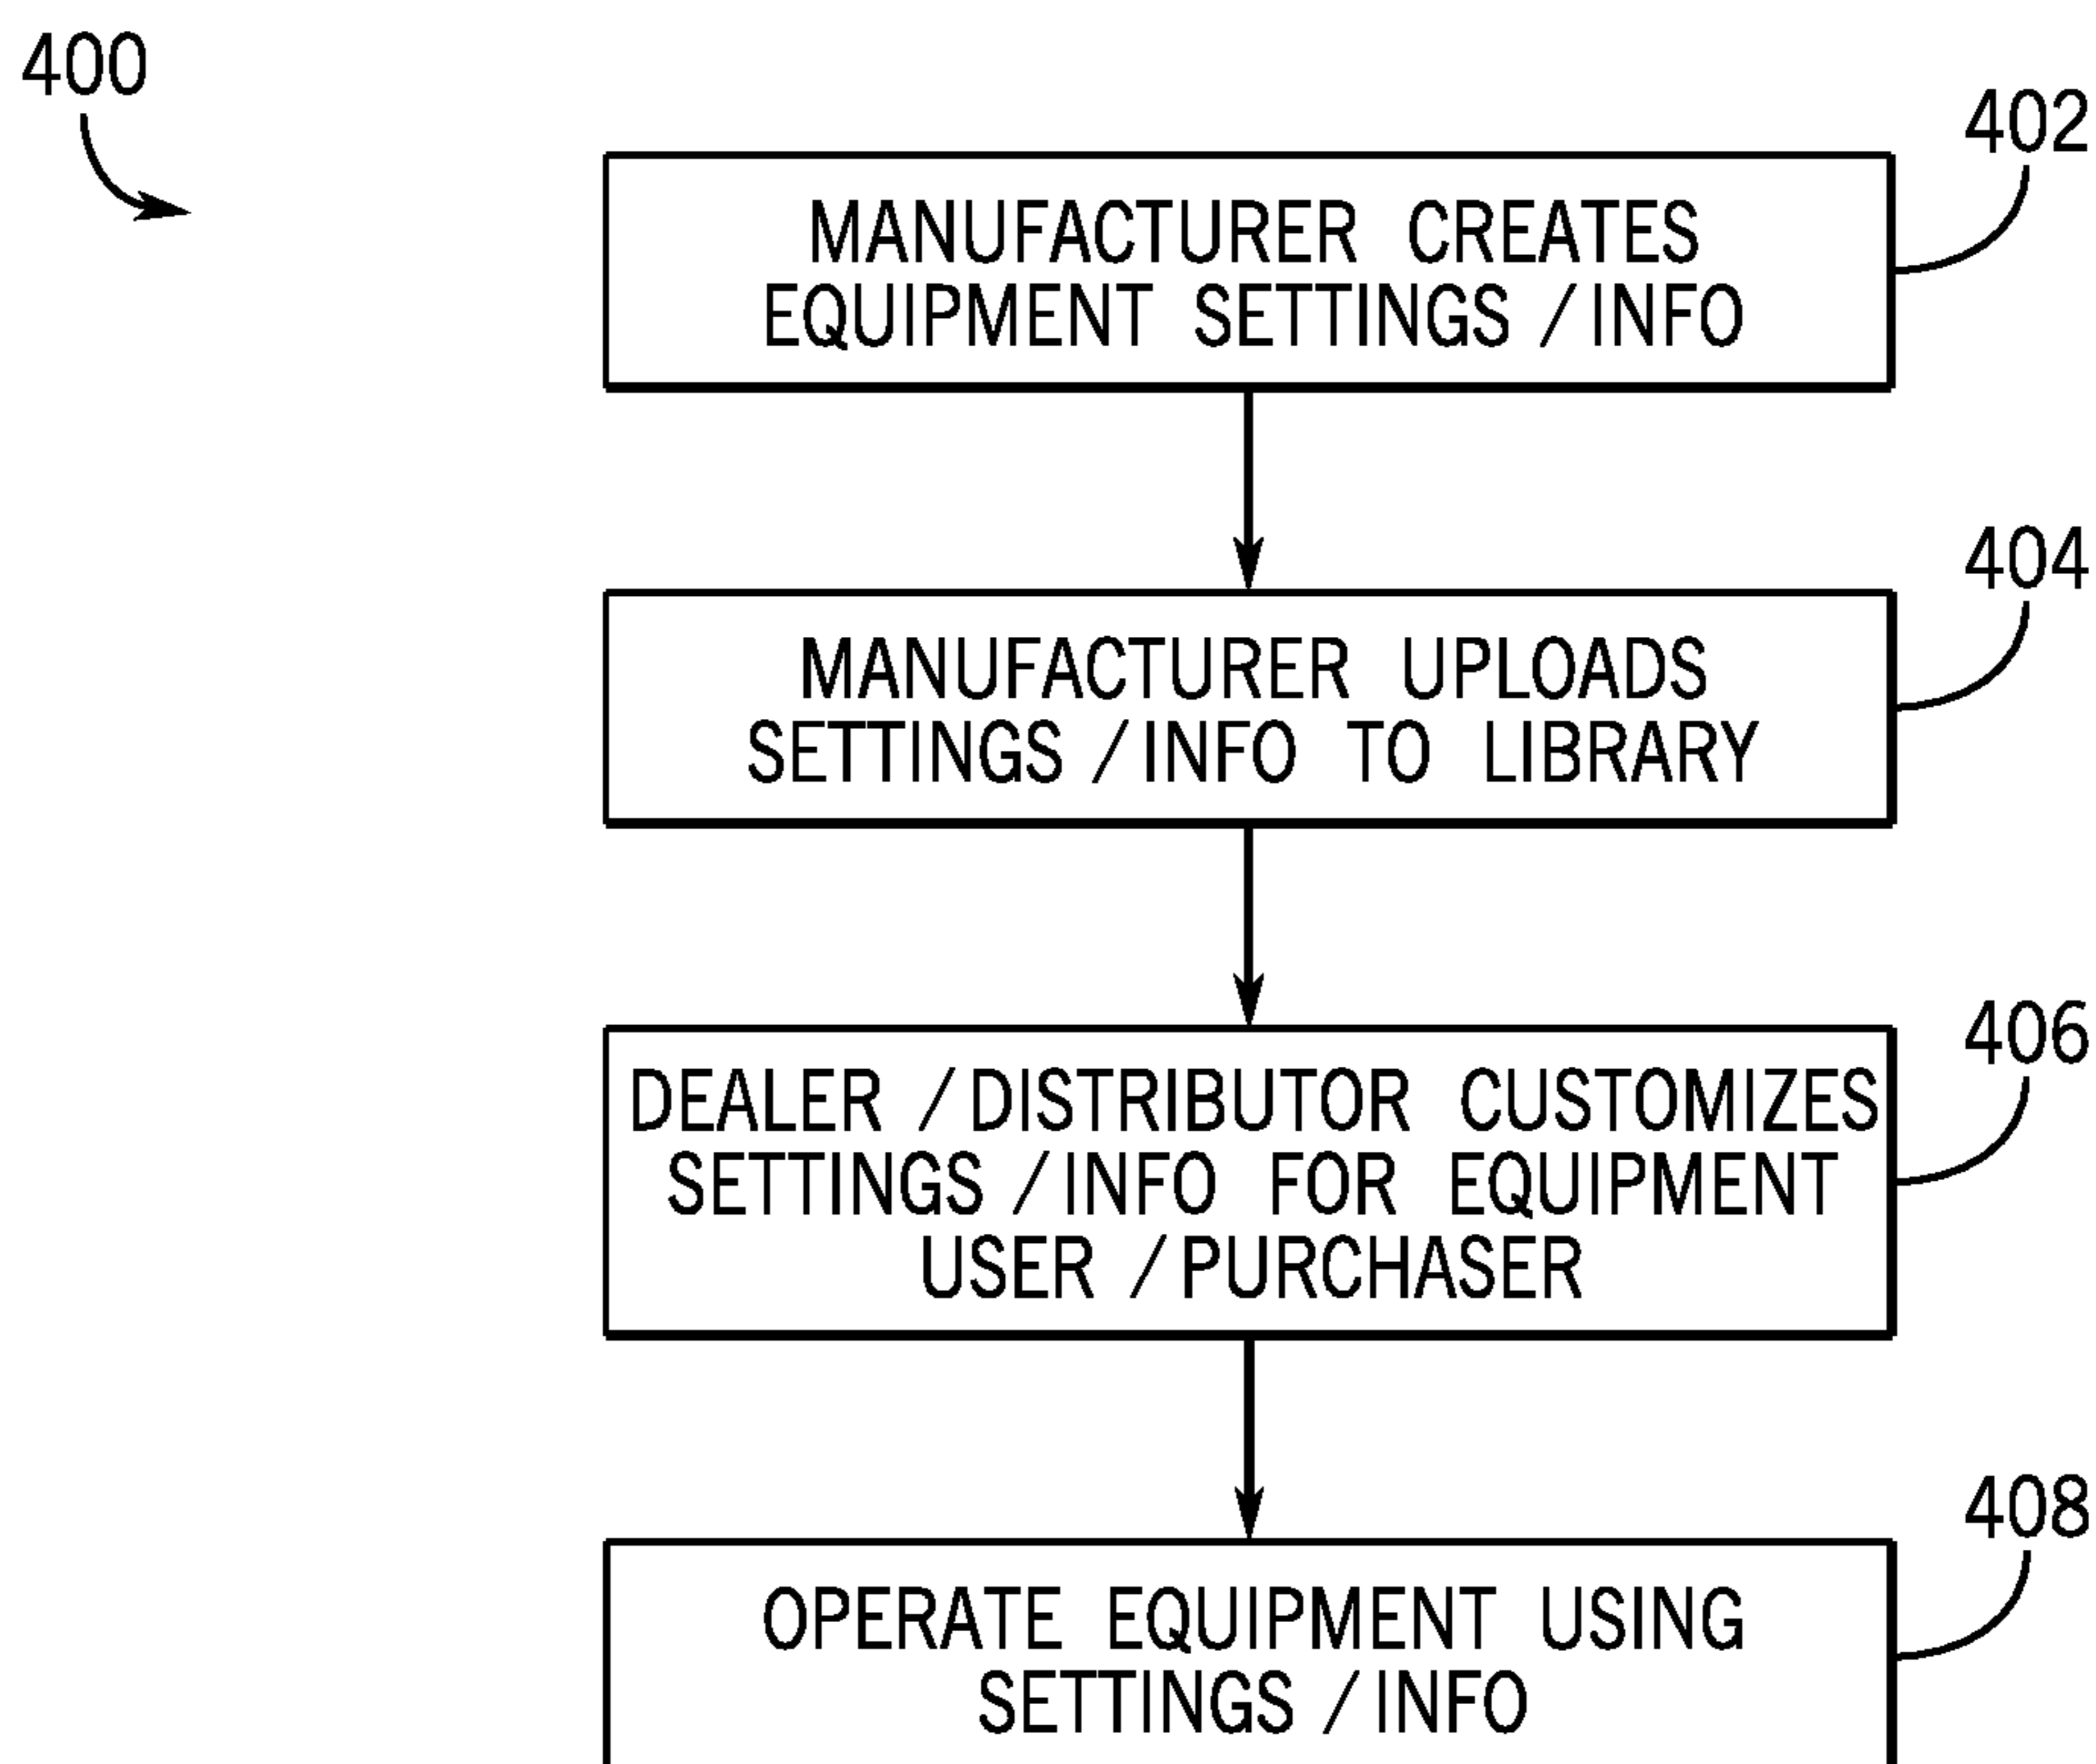 400
402
MANUFACTURER CREATES
EQUIPMENT SETTINGS / INFO
404
MANUFACTURER UPLOADS
SETTINGS / INFO TO LIBRARY
406
DEALER / DISTRIBUTOR CUSTOMIZES
SETTINGS / INFO FOR EQUIPMENT
USER / PURCHASER
408
OPERATE EQUIPMENT USING
SETTINGS / INFO